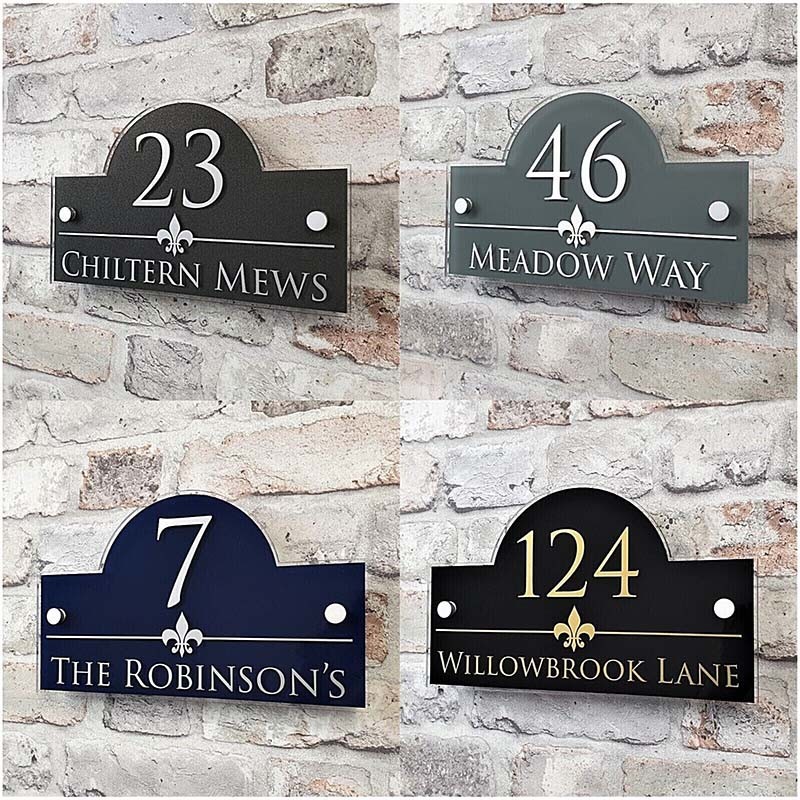 23
CHILTERN MEWS
46
MEADOW WAY
7
THE ROBINSON'S
124
WILLOWBROOK LANE